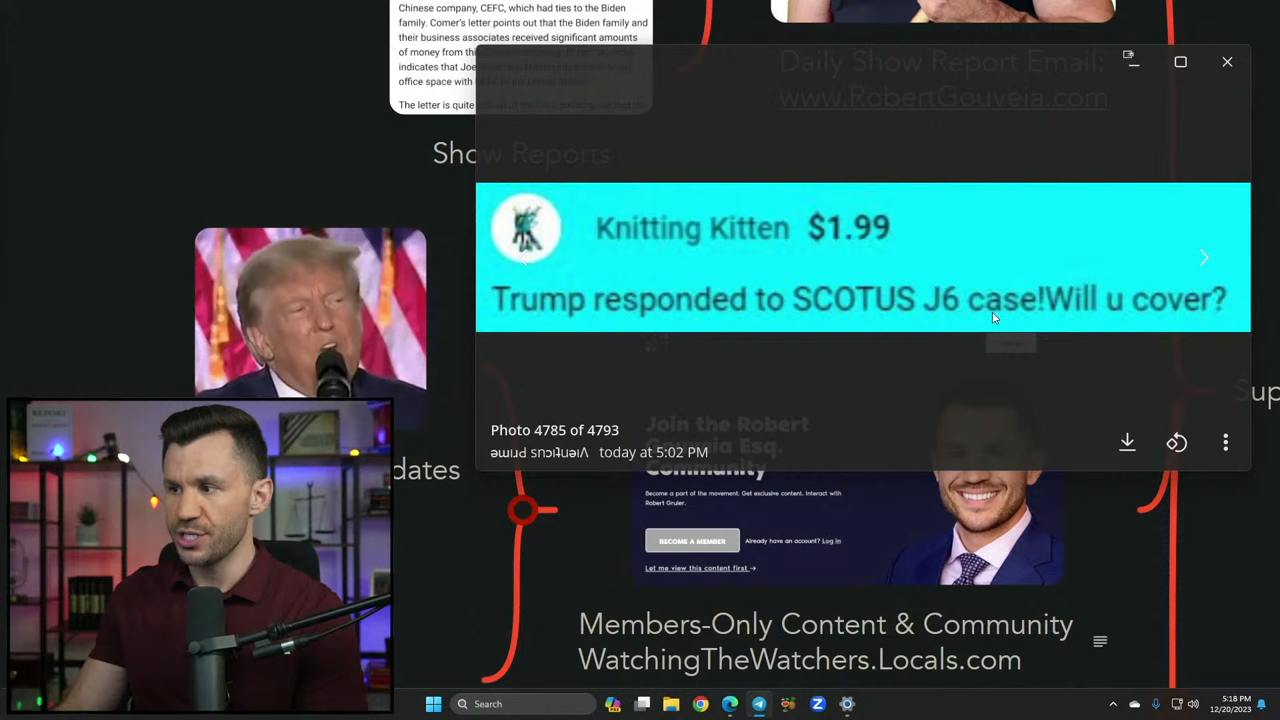 Chinese company, CEFC, which had ties to the Biden
family. Comer's letter points out that the Biden family and
their business associates received significant amounts
of money from this
indicates that Joe
office space with
The letter is quite
Show Reports
Daily Show Report Email:
www.RobertGouveia.com
Knitting Kitten $1.99
Trump responded to SCOTUS J6 case!Will u cover?
Photo 4785 of 4793
today at 5:02 PM
Join the Robert
Gouveia Esq.
Community
Become a part of the movement. Get exclusive content. Interact with
Robert Gruler.
BECOME A MEMBER Already have an account? Log in
Let me view this content first →
dates
Sup
Members-Only Content & Community
WatchingTheWatchers.Locals.com
REPORT
Search
5:18 PM
12/20/2023